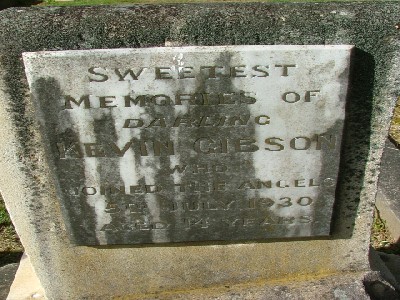 SWEETEST
MEMORIES OF
DARLING
KEVIN GIBSON
WHO
JOINED THE ANGELS
JULY 1930
AGED YEARS